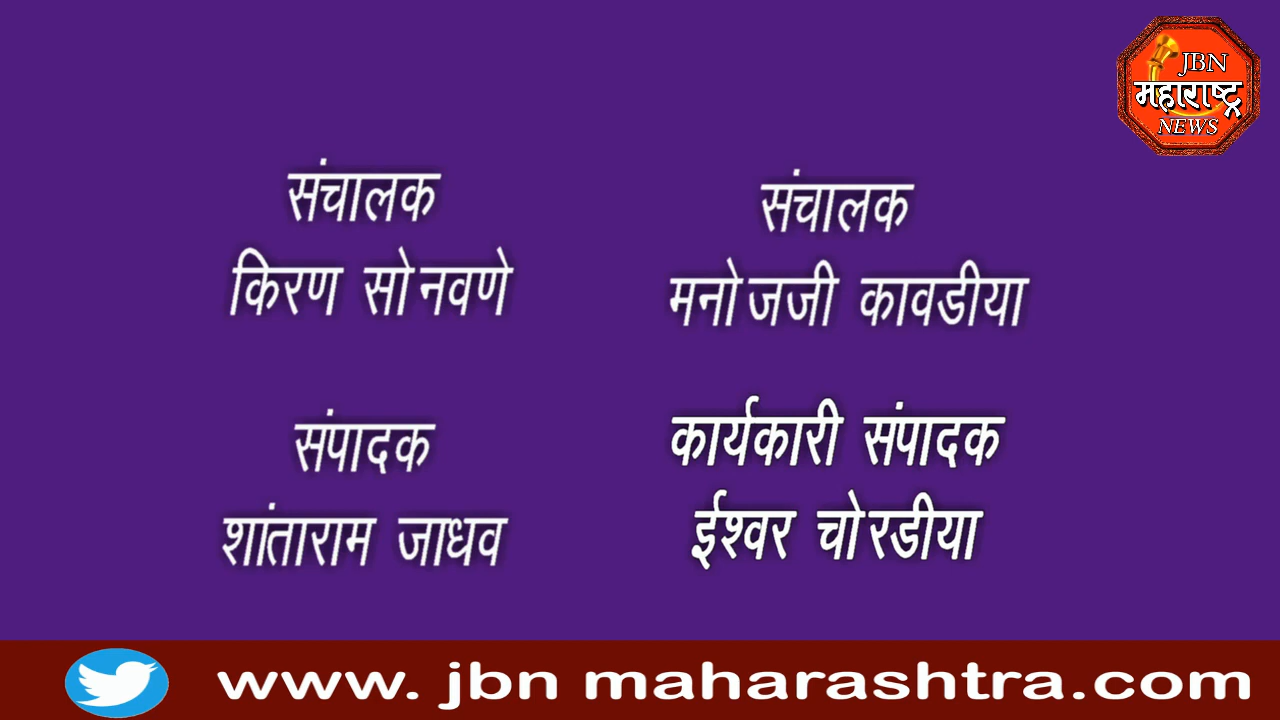 JBN
महाराष्ट्र
NEWS
संचालक
किरण सोनवणे
संचालक
मनोजजी कावडीया
संपादक
शांताराम जाधव
कार्यकारी संपादक
ईश्वर चोरडीया
www. jbn maharashtra.com